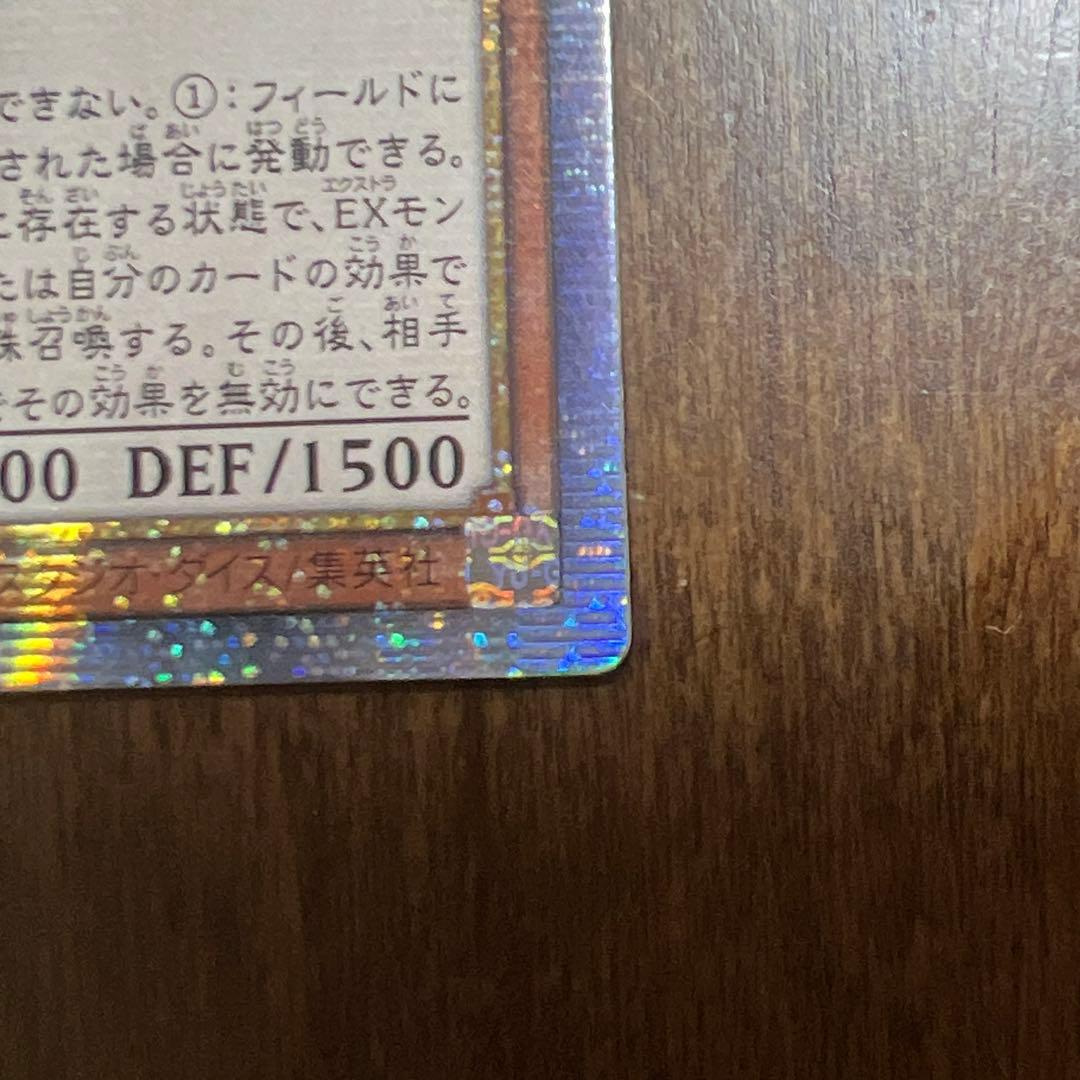 できない。①:フィールドに
された場合に発動できる。
存在する状態で、EXモン
たは自分のカードの効果で
殊召喚する。その後、相手
その効果を無効にできる。
00 DEF/1500
スタジオ・ダイス/集英社